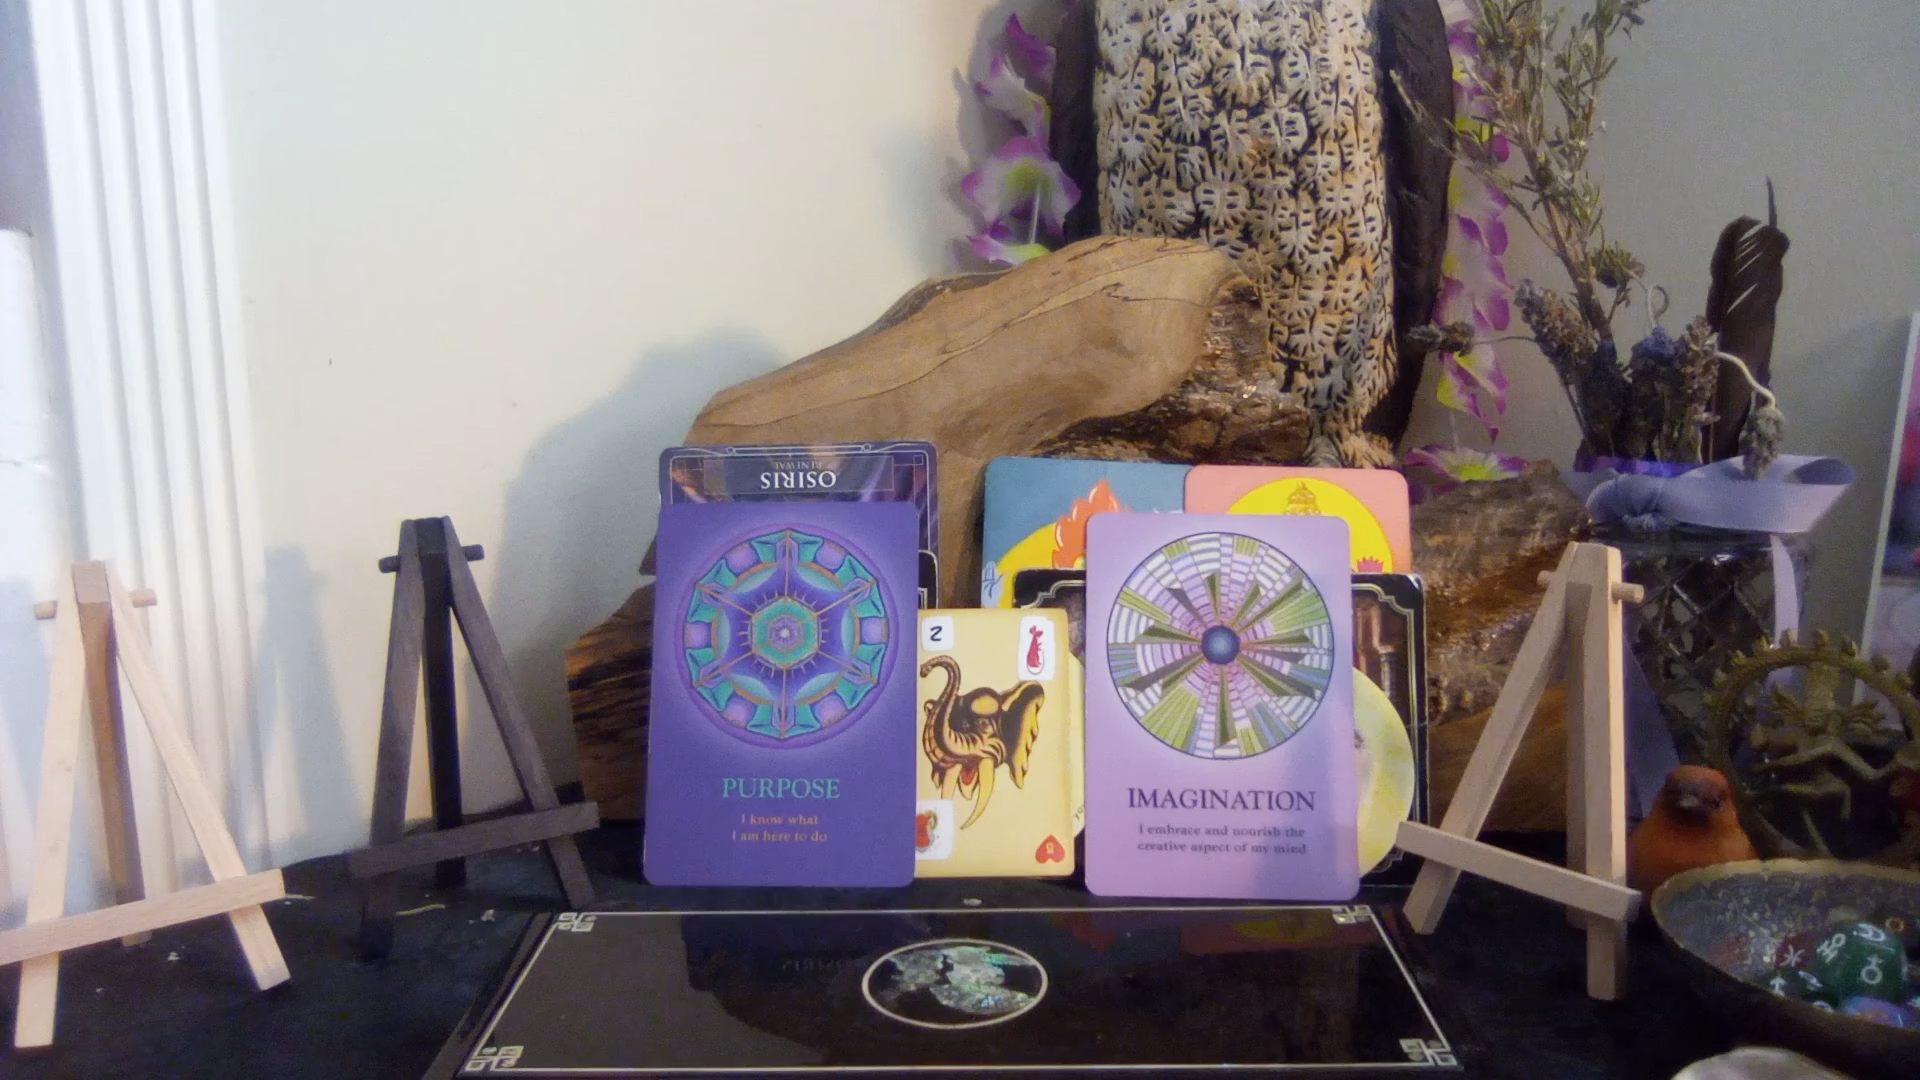 OSIRIS
RENEWAL
PURPOSE
I know what
I am here to do
2
IMAGINATION
I embrace and nourish the
creative aspect of my mind